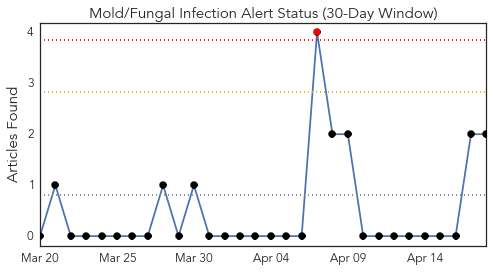 Mold/Fungal Infection Alert Status (30-Day Window)
Articles Found
4
3
2
1
0
Mar 20
Mar 25
Mar 30
Apr 04
Apr 09
Apr 14